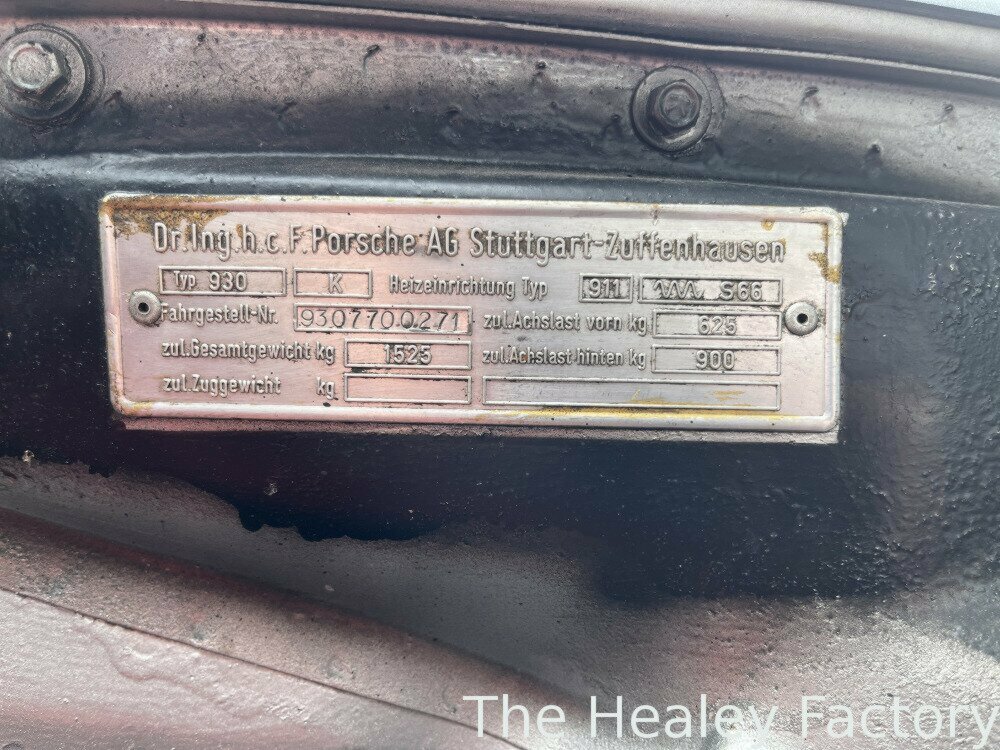 Dr.Ing.h.c.F.Porsche AG Stuttgart-Zuffenhausen
Typ 930 K Heizeinrichtung Typ 911 S66
Fahrgestell-Nr. 9307700271 zul.Achslast vorn kg 625
zul.Gesamtgewicht kg 1525 zul.Achslast hinten kg 900
zul.Zuggewicht kg
The Healey Factory